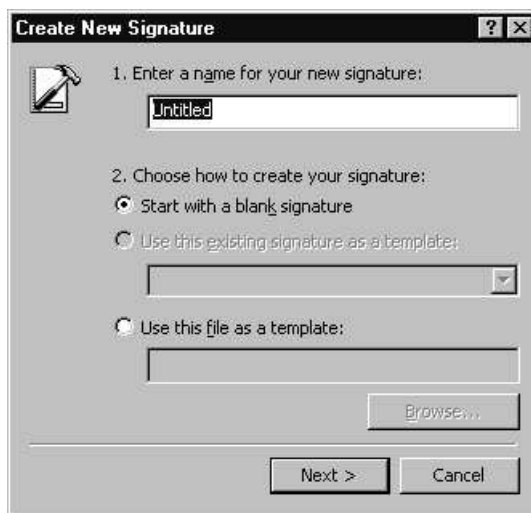 Create New Signature
1. Enter a name for your new signature:
Untitled
2. Choose how to create your signature:
Start with a blank signature
Use this existing signature as a template:
Use this file as a template:
Browse...
Next > Cancel